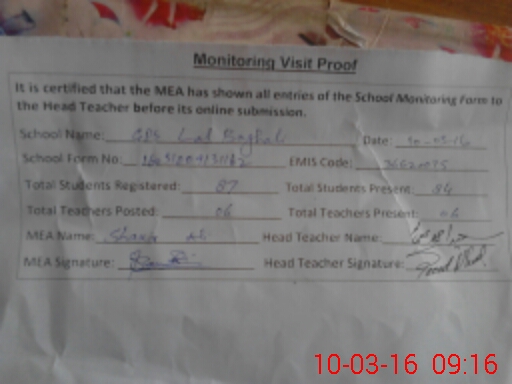 Monitoring Visit Proof
It is certified that the MEA has shown all entries of the School Monitoring Form to
the Head Teacher before its online submission.
School Name: GPS Lal Date: 10-03-16
School Form No: EMIS Code:
Total Students Registered: 87 Total Students Present: 84
Total Teachers Posted: 06 Total Teachers Present: 06
MEA Name: Head Teacher Name:
MEA Signature: Head Teacher Signature:
10-03-16 09:16